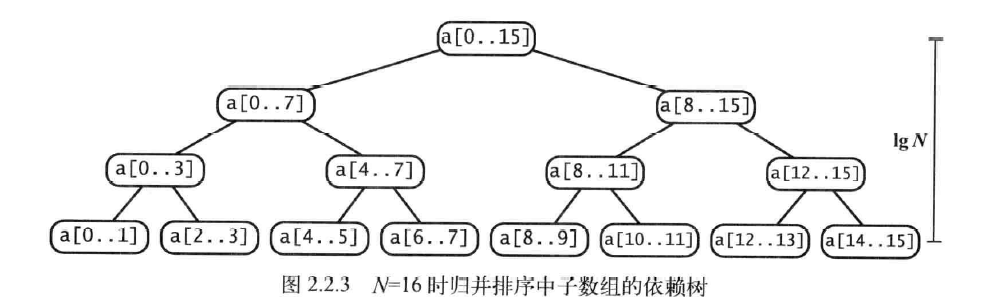 a[0..15]
a[0..7] a[8..15]
lg N
a[0..3] a[4..7] a[8..11] a[12..15]
a[0..1] a[2..3] a[4..5] a[6..7] a[8..9] a[10..11] a[12..13] a[14..15]
图 2.2.3 N=16 时归并排序中子数组的依赖树